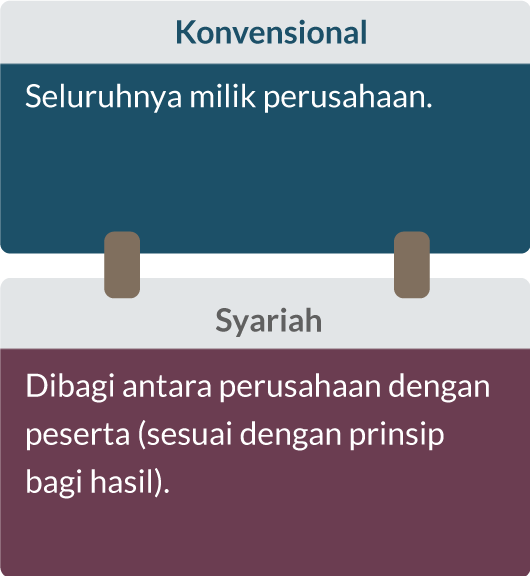 Konvensional
Seluruhnya milik perusahaan.
Syariah
Dibagi antara perusahaan dengan
peserta (sesuai dengan prinsip
bagi hasil).